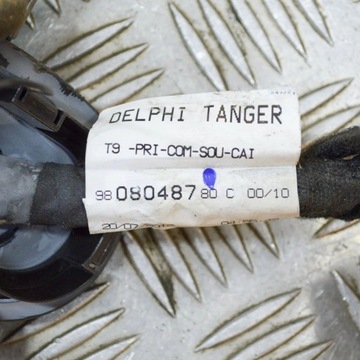 DELPHI TANGER
T9 -PRI-COM-SOU-CAI
98 080487 80 C 00/10